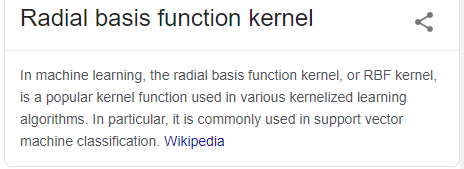 Radial basis function kernel
In machine learning, the radial basis function kernel, or RBF kernel,
is a popular kernel function used in various kernelized learning
algorithms. In particular, it is commonly used in support vector
machine classification. Wikipedia